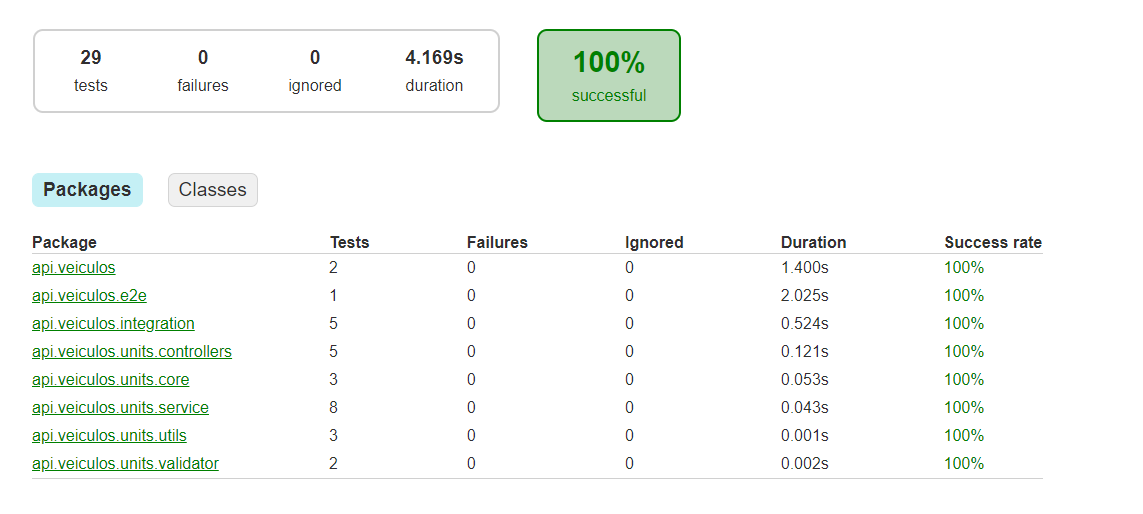 29 0 0 4.169s
tests failures ignored duration
100%
successful
Packages Classes
Package Tests Failures Ignored Duration Success rate
api.veiculos 2 0 0 1.400s 100%
api.veiculos.e2e 1 0 0 2.025s 100%
api.veiculos.integration 5 0 0 0.524s 100%
api.veiculos.units.controllers 5 0 0 0.121s 100%
api.veiculos.units.core 3 0 0 0.053s 100%
api.veiculos.units.service 8 0 0 0.043s 100%
api.veiculos.units.utils 3 0 0 0.001s 100%
api.veiculos.units.validator 2 0 0 0.002s 100%